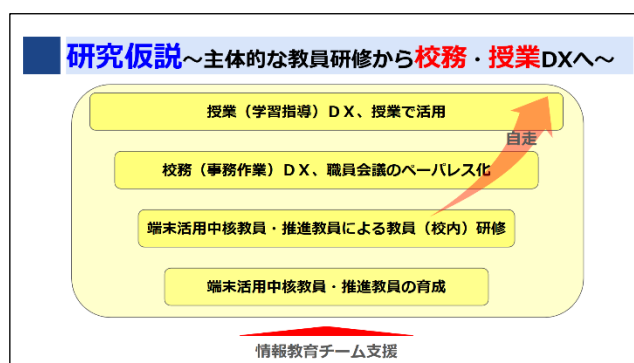 研究仮説～主体的な教員研修から校務・授業DXへ～
授業（学習指導）ＤＸ、授業で活用
自走
校務（事務作業）ＤＸ、職員会議のペーパレス化
端末活用中核教員・推進教員による教員（校内）研修
端末活用中核教員・推進教員の育成
情報教育チーム支援